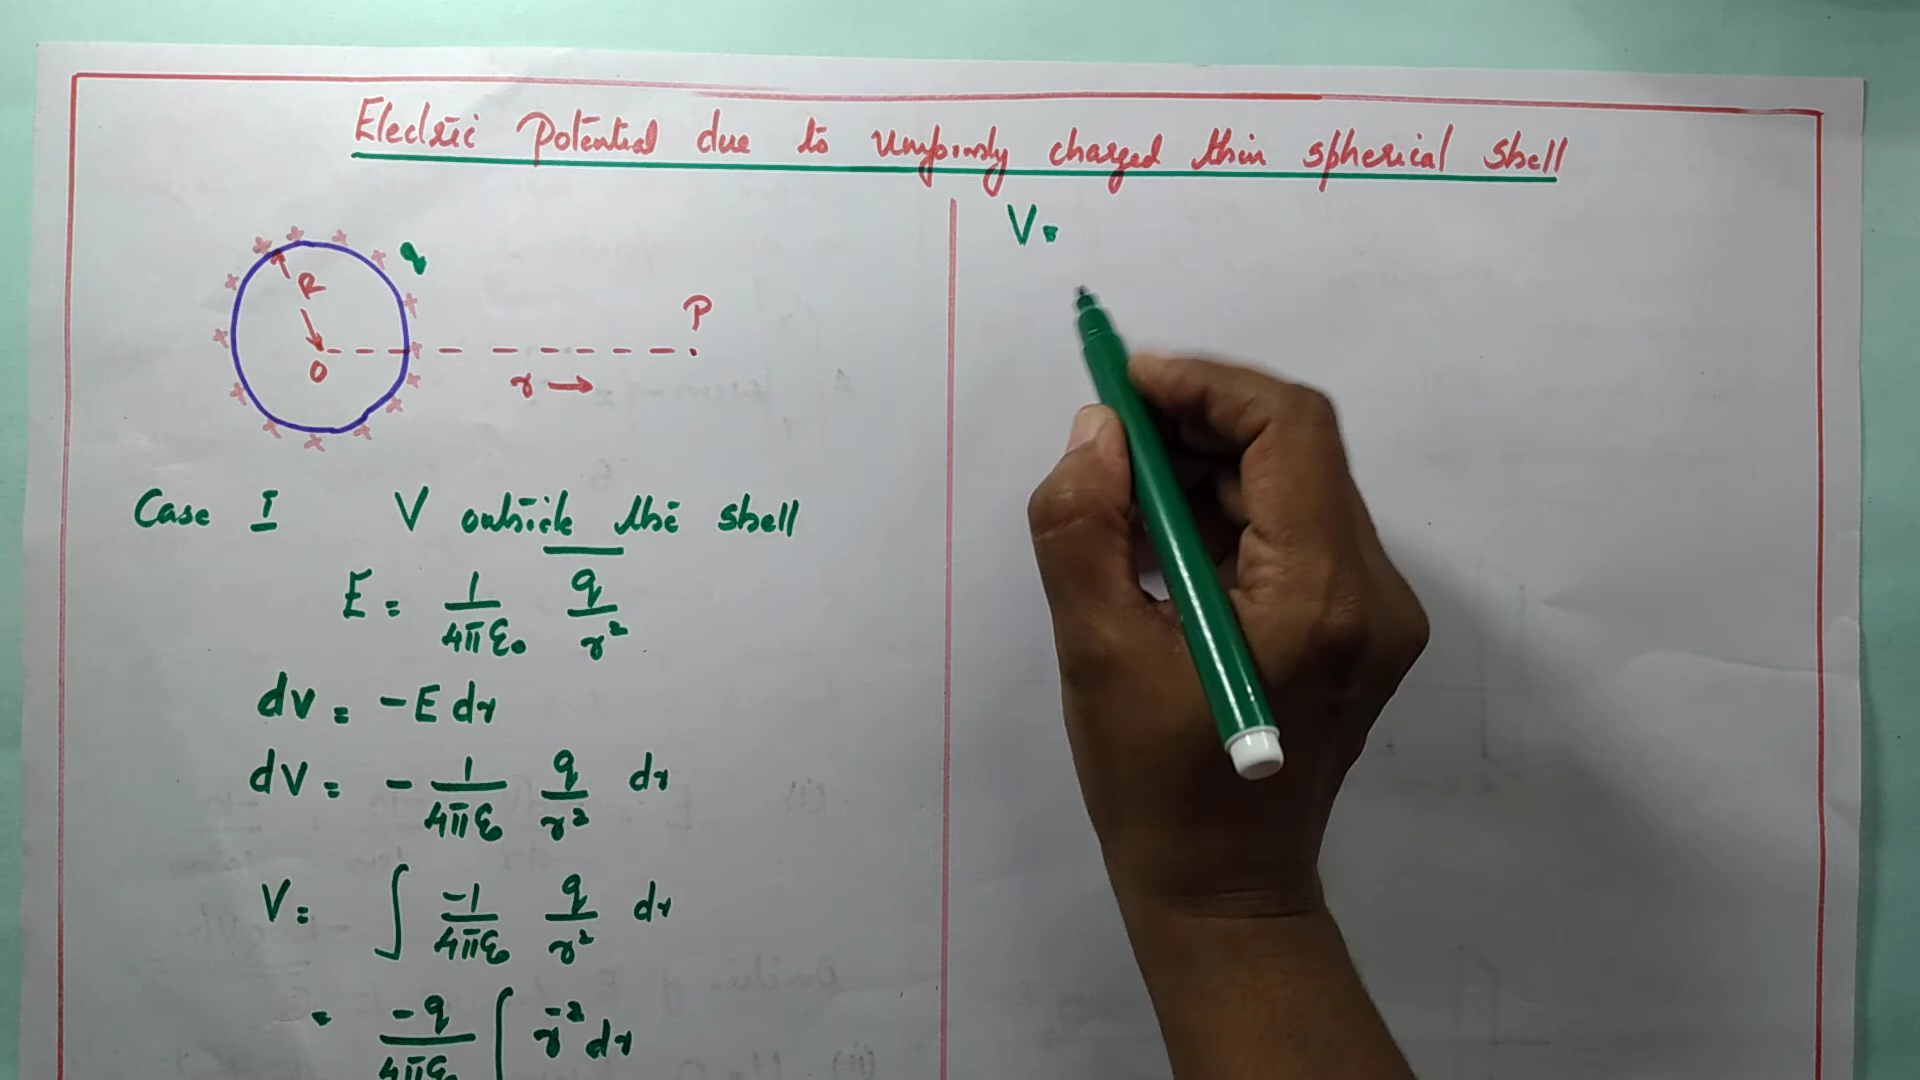 Electric Potential due to Uniformly charged thin spherical shell
q
R
P
O
r →
Case I V outside the shell
E = 1/4πε₀ q/r²
dV = -E dr
dV = - 1/4πε₀ q/r² dr
V = ∫ -1/4πε₀ q/r² dr
= -q/4πε₀ ∫ r⁻² dr
V =